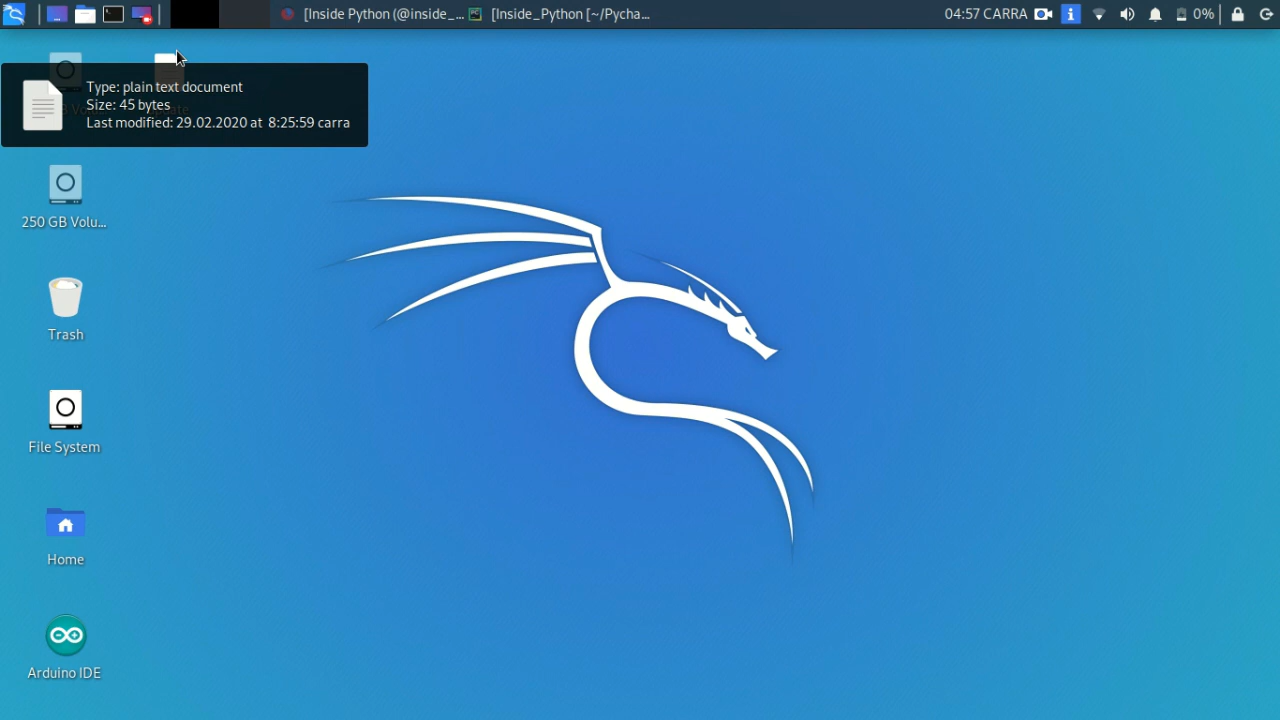 [Inside Python (@inside_... [Inside_Python [~/Pycha... 04:57 CARRA 0%
Type: plain text document
Size: 45 bytes
Last modified: 29.02.2020 at 8:25:59 carra
250 GB Volu...
Trash
File System
Home
Arduino IDE